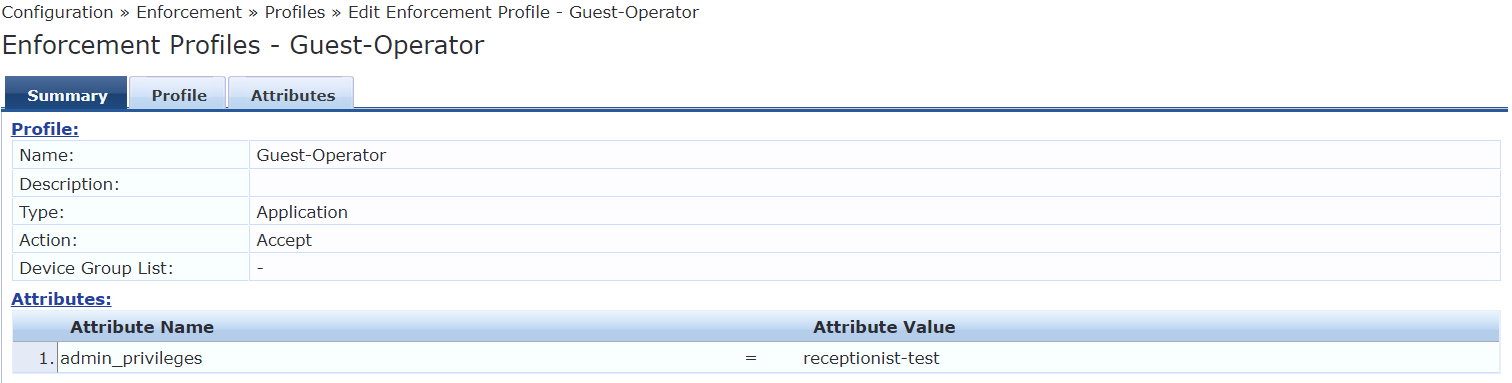 Configuration » Enforcement » Profiles » Edit Enforcement Profile - Guest-Operator
Enforcement Profiles - Guest-Operator
Summary Profile Attributes
Profile:
Name: Guest-Operator
Description:
Type: Application
Action: Accept
Device Group List: -
Attributes:
Attribute Name Attribute Value
1. admin_privileges = receptionist-test